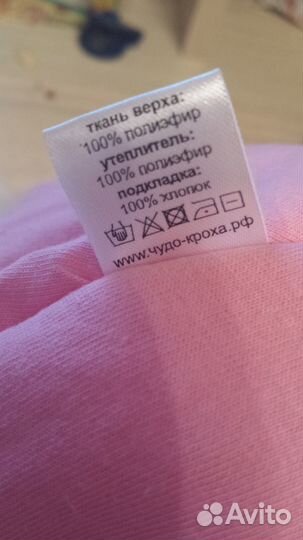 ткань верха:
100% полиэфир
утеплитель:
100% полиэфир
подкладка:
100% хлопок
www.чудо-кроха.рф
Avito